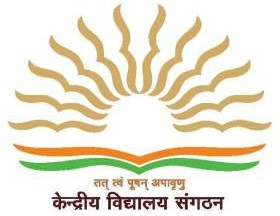 तत् त्वं पूषन् अपावृणु
केन्द्रीय विद्यालय संगठन